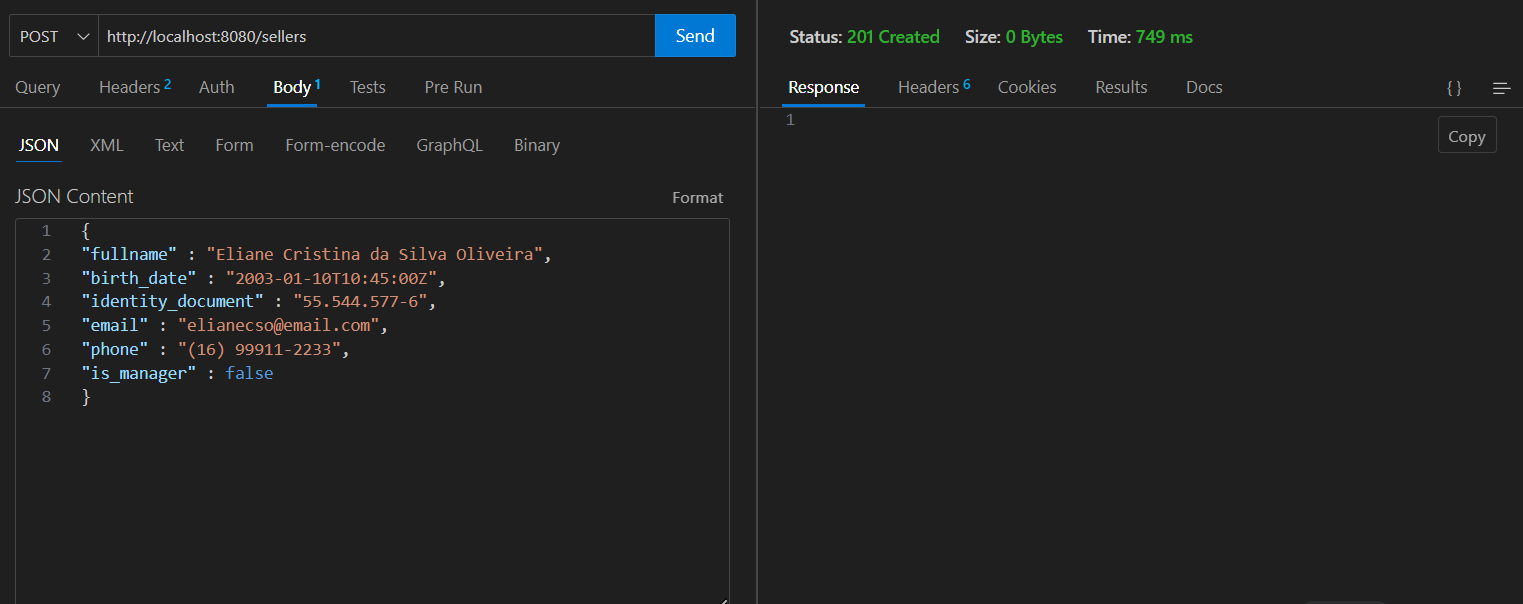 POST http://localhost:8080/sellers Send
Query Headers 2 Auth Body 1 Tests Pre Run
JSON XML Text Form Form-encode GraphQL Binary
JSON Content Format
1 {
2 "fullname" : "Eliane Cristina da Silva Oliveira",
3 "birth_date" : "2003-01-10T10:45:00Z",
4 "identity_document" : "55.544.577-6",
5 "email" : "elianecso@email.com",
6 "phone" : "(16) 99911-2233",
7 "is_manager" : false
8 }
Status: 201 Created Size: 0 Bytes Time: 749 ms
Response Headers 6 Cookies Results Docs {}
1
Copy